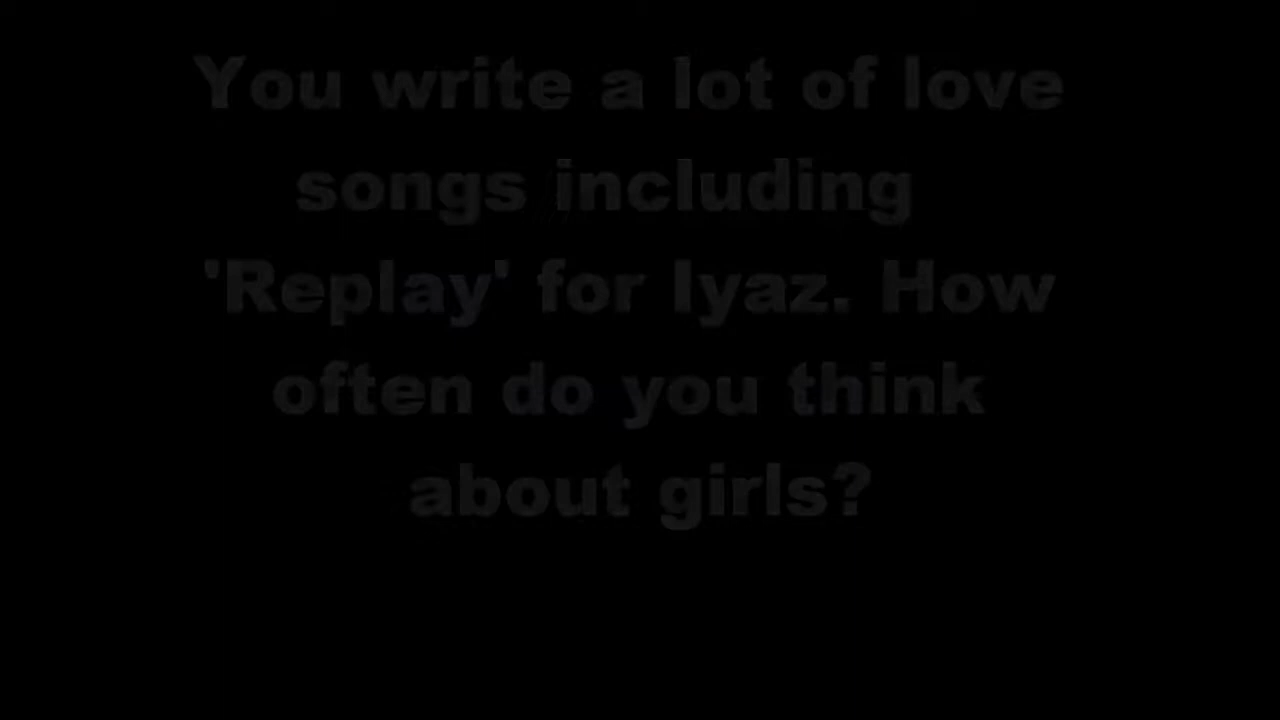 You write a lot of love
songs including
'Replay' for Iyaz. How
often do you think
about girls?